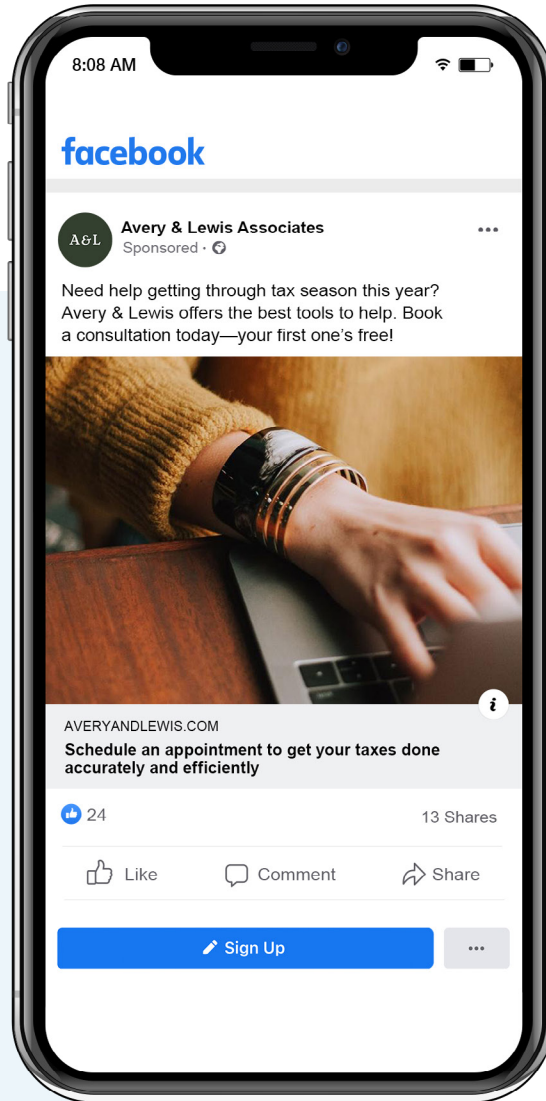 8:08 AM
facebook
A&L
Avery & Lewis Associates
Sponsored ·
Need help getting through tax season this year?
Avery & Lewis offers the best tools to help. Book
a consultation today—your first one’s free!
i
AVERYANDLEWIS.COM
Schedule an appointment to get your taxes done
accurately and efficiently
24
13 Shares
Like
Comment
Share
Sign Up